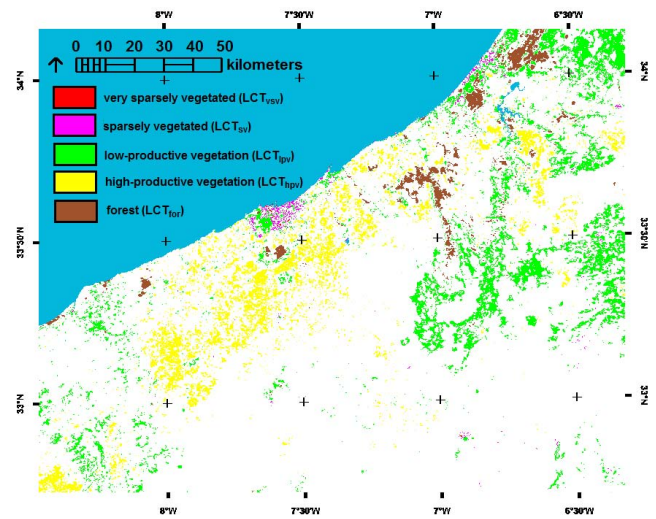 8°W 7°30'W 7°W 6°30'W
0 10 20 30 40 50
kilometers
34°N 34°N
very sparsely vegetated (LCTvsv)
sparsely vegetated (LCTsv)
low-productive vegetation (LCTlpv)
high-productive vegetation (LCThpv)
forest (LCTfor)
33°30'N 33°30'N
33°N 33°N
8°W 7°30'W 7°W 6°30'W